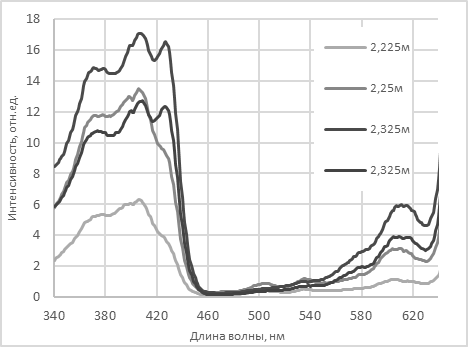 Интенсивность, отн.ед.
18
16
14
12
10
8
6
4
2
0
2,225м
2,25м
2,325м
2,325м
340 380 420 460 500 540 580 620
Длина волны, нм